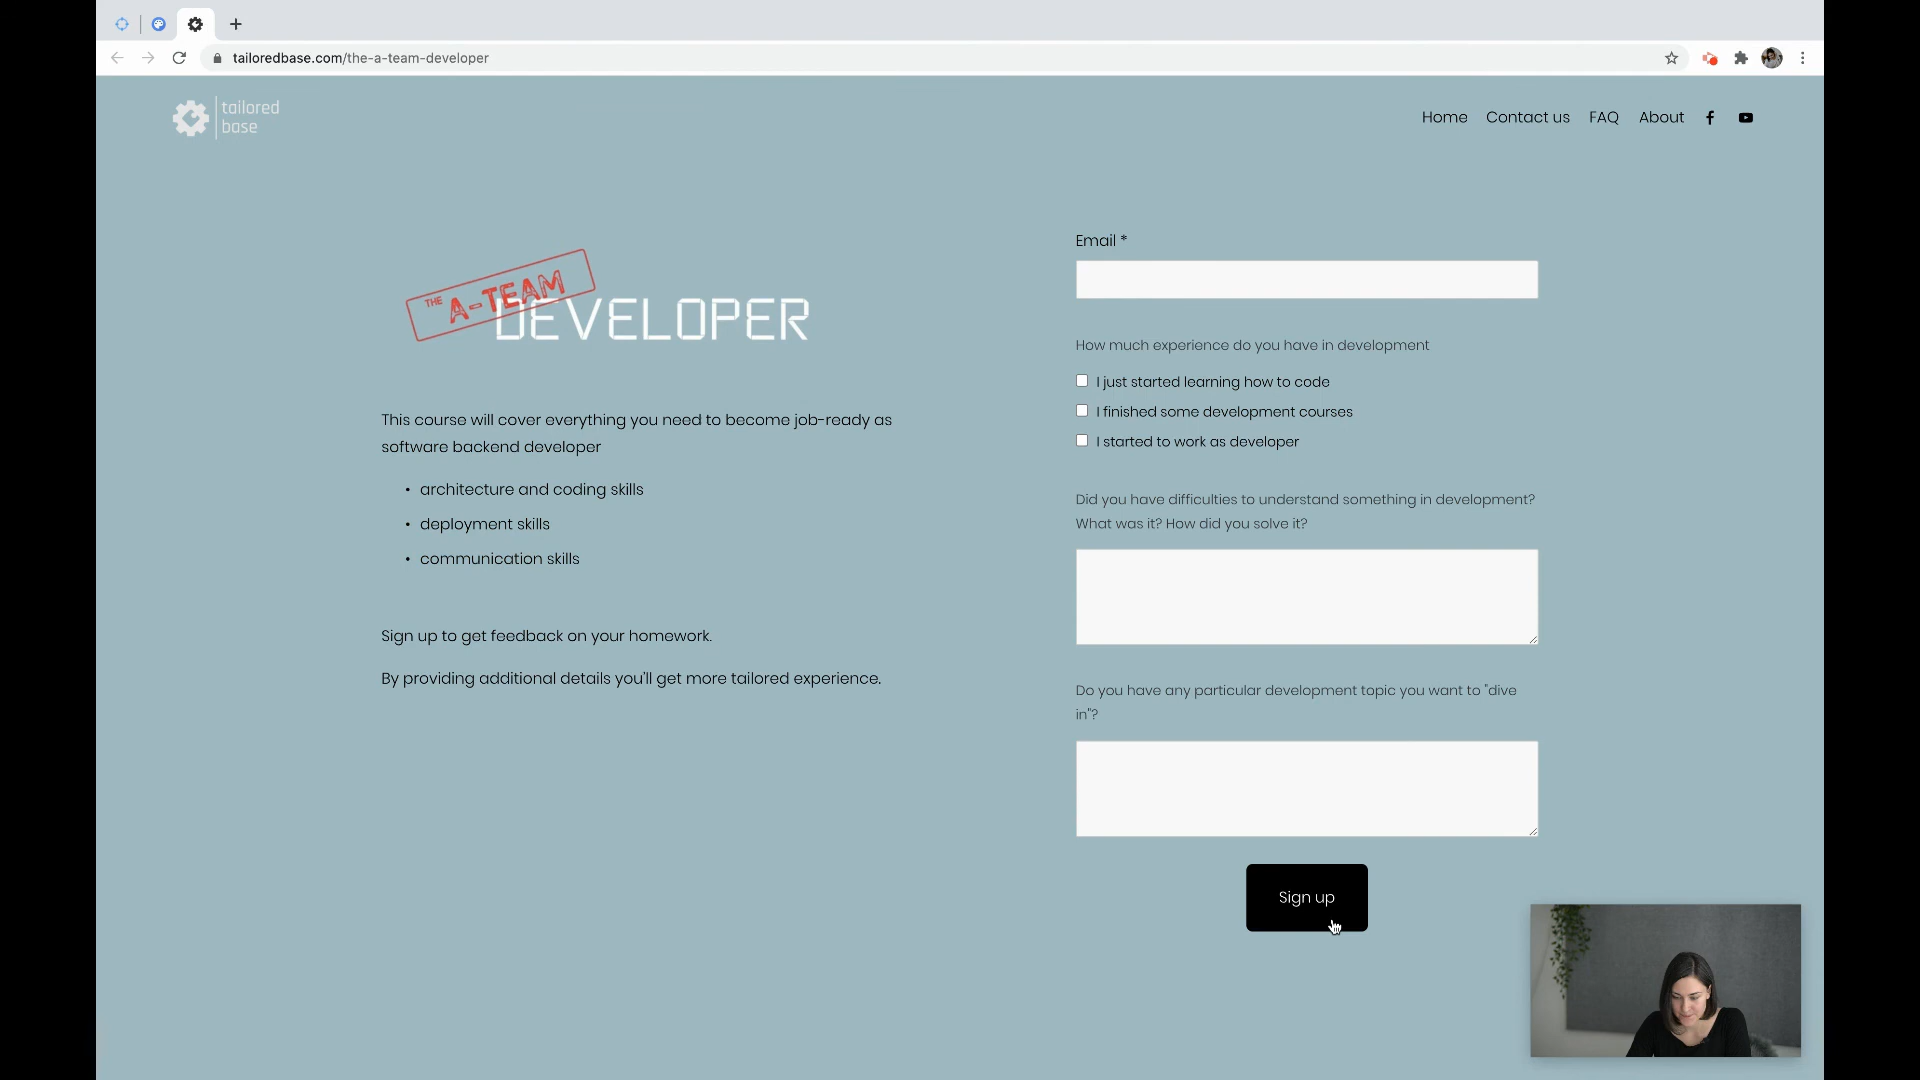 tailoredbase.com/the-a-team-developer
tailored
base
Home Contact us FAQ About
THE A-TEAM
DEVELOPER
This course will cover everything you need to become job-ready as
software backend developer
• architecture and coding skills
• deployment skills
• communication skills
Sign up to get feedback on your homework.
By providing additional details you'll get more tailored experience.
Email *
How much experience do you have in development
I just started learning how to code
I finished some development courses
I started to work as developer
Did you have difficulties to understand something in development?
What was it? How did you solve it?
Do you have any particular development topic you want to "dive
in"?
Sign up